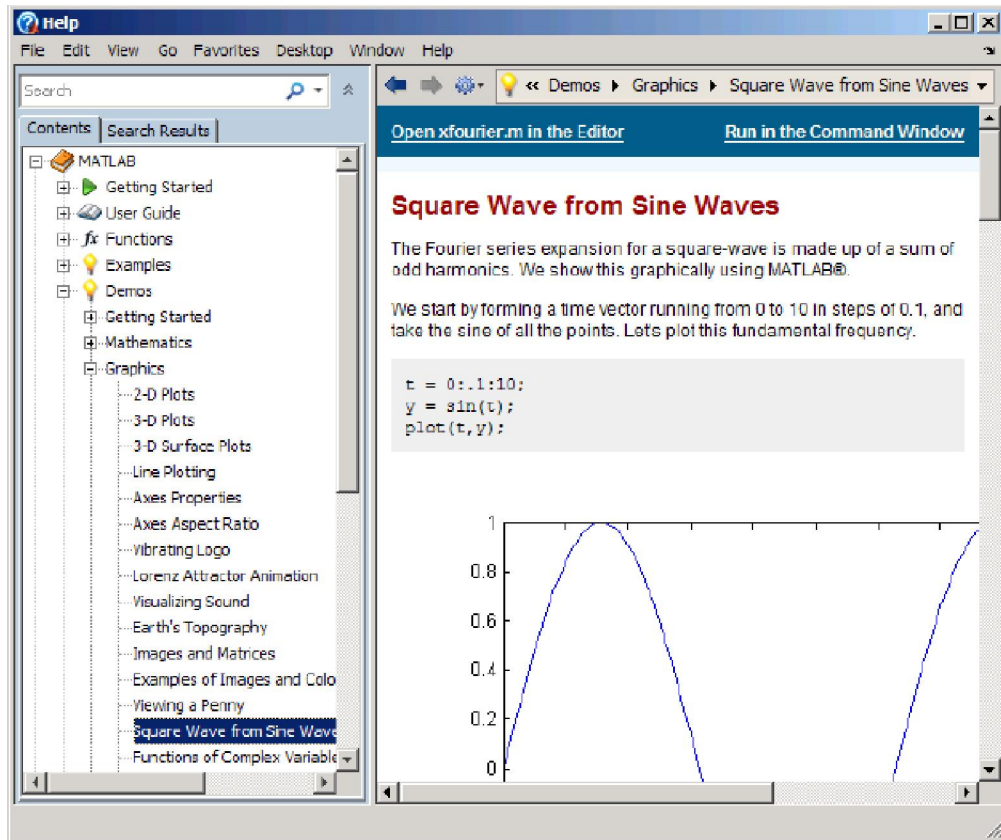 Help
File Edit View Go Favorites Desktop Window Help
Search
Contents Search Results
MATLAB
Getting Started
User Guide
fx Functions
Examples
Demos
Getting Started
Mathematics
Graphics
2-D Plots
3-D Plots
3-D Surface Plots
Line Plotting
Axes Properties
Axes Aspect Ratio
Vibrating Logo
Lorenz Attractor Animation
Visualizing Sound
Earth's Topography
Images and Matrices
Examples of Images and Colo
Viewing a Penny
Square Wave from Sine Wave
Functions of Complex Variable
« Demos ▶ Graphics ▶ Square Wave from Sine Waves
Open xfourier.m in the Editor Run in the Command Window
Square Wave from Sine Waves
The Fourier series expansion for a square-wave is made up of a sum of
odd harmonics. We show this graphically using MATLAB®.
We start by forming a time vector running from 0 to 10 in steps of 0.1, and
take the sine of all the points. Let's plot this fundamental frequency.
t = 0:.1:10;
y = sin(t);
plot(t,y);
1
0.8
0.6
0.4
0.2
0